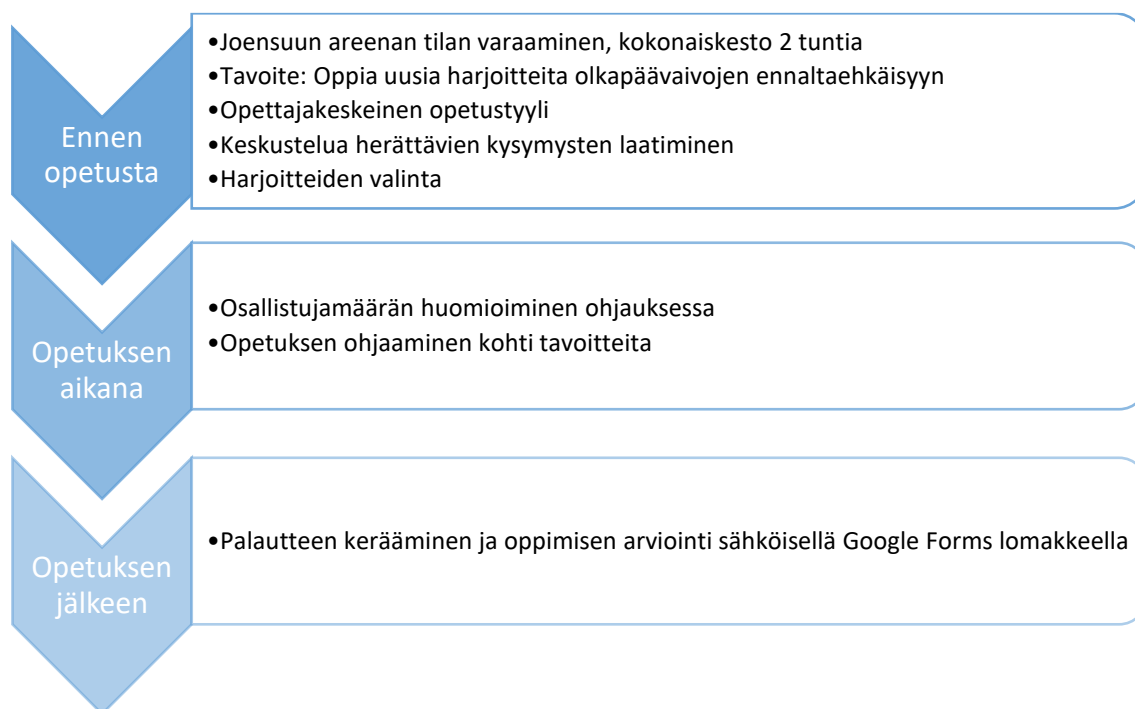 Ennen
opetusta
•Joensuun areenan tilan varaaminen, kokonaiskesto 2 tuntia
•Tavoite: Oppia uusia harjoitteita olkapäävaivojen ennaltaehkäisyyn
•Opettajakeskeinen opetustyyli
•Keskustelua herättävien kysymysten laatiminen
•Harjoitteiden valinta
Opetuksen
aikana
•Osallistujamäärän huomioiminen ohjauksessa
•Opetuksen ohjaaminen kohti tavoitteita
Opetuksen
jälkeen
•Palautteen kerääminen ja oppimisen arviointi sähköisellä Google Forms lomakkeella